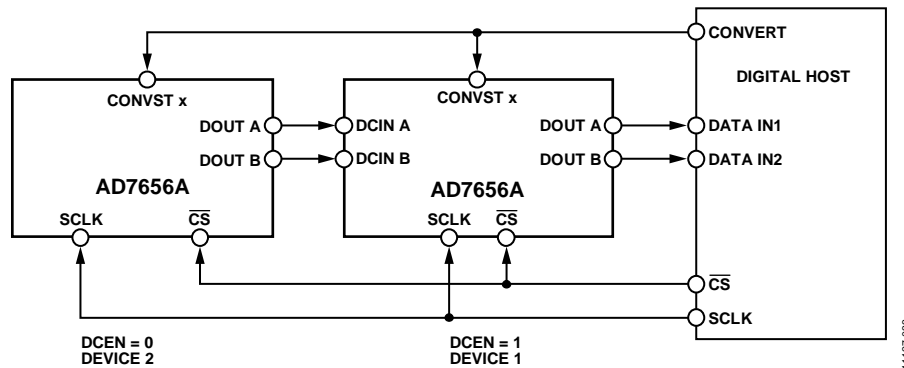 CONVERT
DIGITAL HOST
CONVST x
CONVST x
DOUT A
DCIN A
DOUT A
DATA IN1
DOUT B
DCIN B
DOUT B
DATA IN2
AD7656A
AD7656A
SCLK
CS
SCLK
CS
CS
SCLK
DCEN = 0
DEVICE 2
DCEN = 1
DEVICE 1